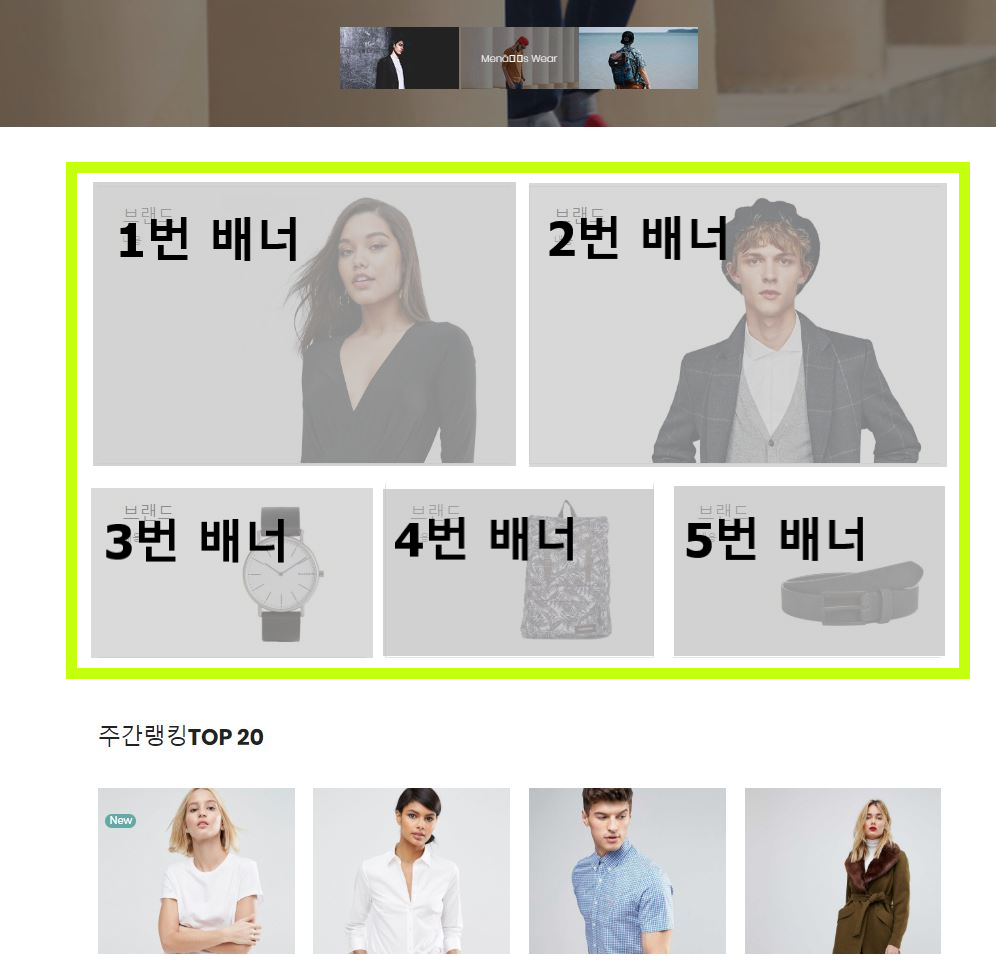 Menâ▯▯s Wear
브랜드
1번 배너
브랜드
2번 배너
브랜드
3번 배너
브랜드
4번 배너
브랜드
5번 배너
주간랭킹TOP 20
New